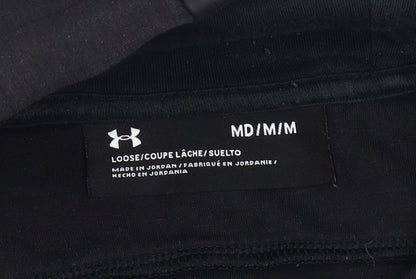 MD/M/M
LOOSE/COUPE LÂCHE/SUELTO
MADE IN JORDAN / FABRIQUÉ EN JORDANIE/
HECHO EN JORDANIA